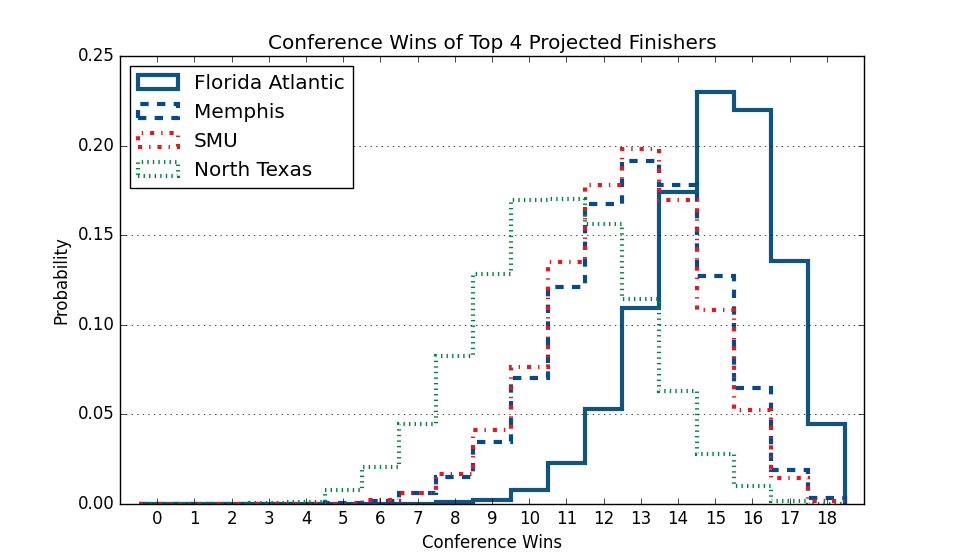 Conference Wins of Top 4 Projected Finishers
0.25
0.20
0.15
0.10
0.05
0.00
Probability
Florida Atlantic
Memphis
SMU
North Texas
0 1 2 3 4 5 6 7 8 9 10 11 12 13 14 15 16 17 18
Conference Wins